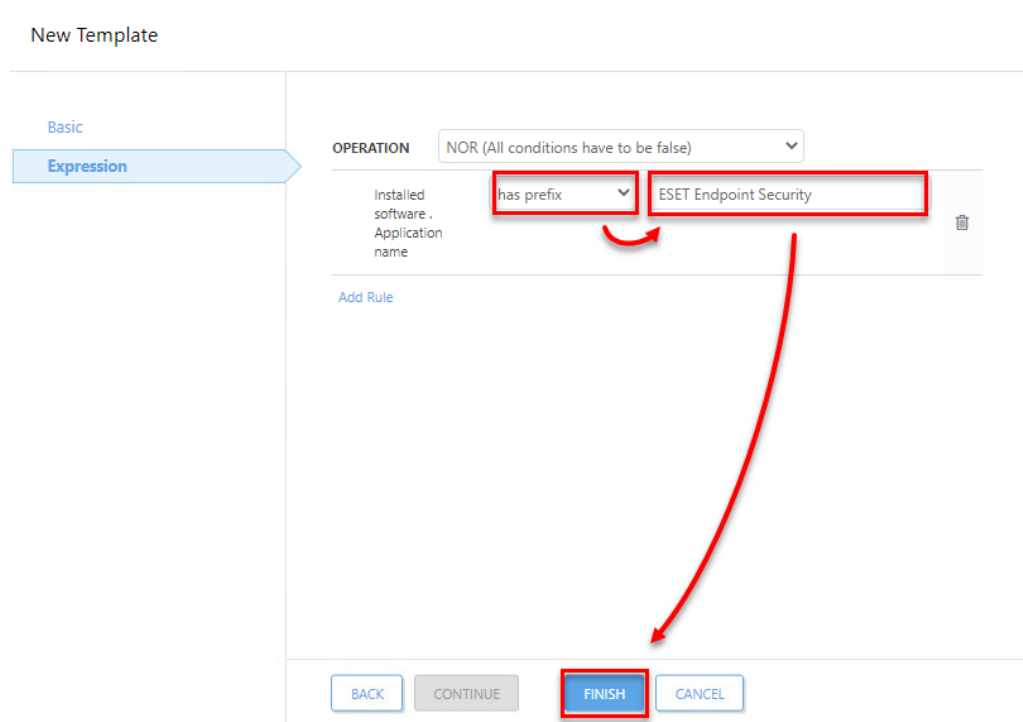 New Template
Basic
Expression
OPERATION
NOR (All conditions have to be false)
Installed
software .
Application
name
has prefix
ESET Endpoint Security
Add Rule
BACK
CONTINUE
FINISH
CANCEL